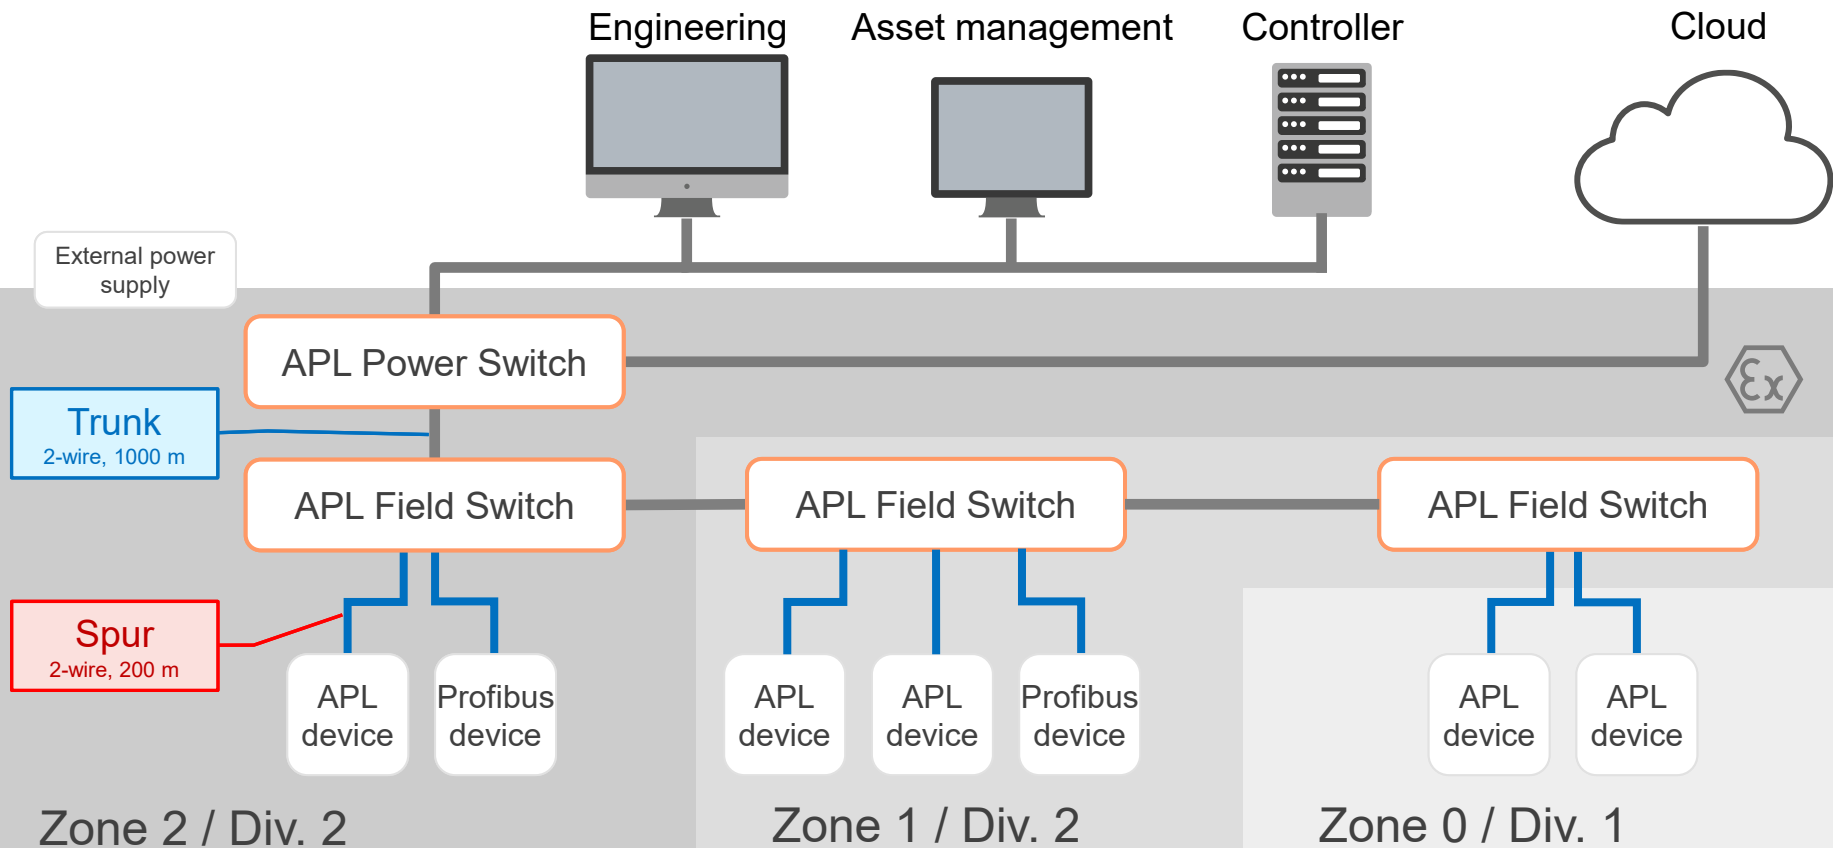 Engineering
Asset management
Controller
Cloud
External power
supply
APL Power Switch
Ex
Trunk
2-wire, 1000 m
APL Field Switch
APL Field Switch
APL Field Switch
Spur
2-wire, 200 m
APL
device
Profibus
device
APL
device
APL
device
Profibus
device
APL
device
APL
device
Zone 2 / Div. 2
Zone 1 / Div. 2
Zone 0 / Div. 1